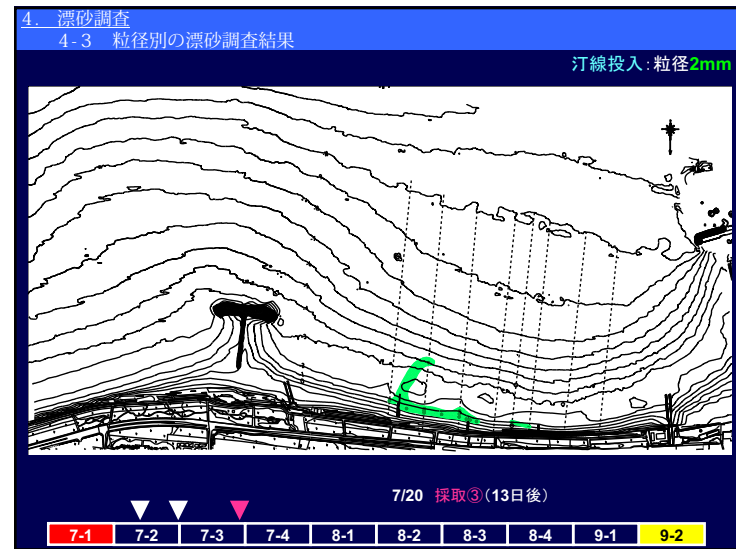 4. 漂砂調査
4-3 粒径別の漂砂調査結果
汀線投入:粒径2mm
7/20 採取③(13日後)
7-1 7-2 7-3 7-4 8-1 8-2 8-3 8-4 9-1 9-2